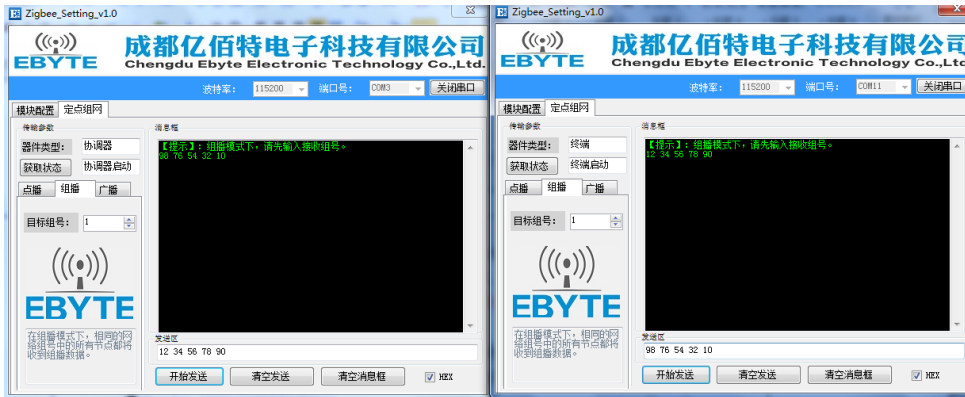 Zigbee_Setting_v1.0
EBYTE
成都亿佰特电子科技有限公司
Chengdu Ebyte Electronic Technology Co.,Ltd.
波特率: 115200 端口号: COM3 关闭串口
模块配置 定点组网
传输参数
器件类型: 协调器
获取状态 协调器启动
点播 组播 广播
目标组号: 1
EBYTE
在组播模式下，相同的网
络组号中的所有节点都将
收到组播数据。
消息框
【提示】: 组播模式下，请先输入接收组号。
98 76 54 32 10
发送区
12 34 56 78 90
开始发送 清空发送 清空消息框 HEX
Zigbee_Setting_v1.0
EBYTE
成都亿佰特电子科技有限公司
Chengdu Ebyte Electronic Technology Co.,Ltd
波特率: 115200 端口号: COM11 关闭串口
模块配置 定点组网
传输参数
器件类型: 终端
获取状态 终端启动
点播 组播 广播
目标组号: 1
EBYTE
在组播模式下，相同的网
络组号中的所有节点都将
收到组播数据。
消息框
【提示】: 组播模式下，请先输入接收组号。
12 34 56 78 90
发送区
98 76 54 32 10
开始发送 清空发送 清空消息框 HEX